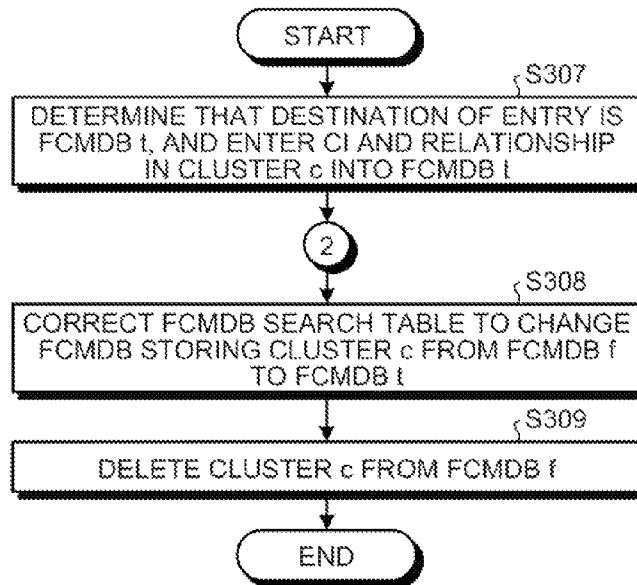 START
S307
DETERMINE THAT DESTINATION OF ENTRY IS
FCMDB t, AND ENTER CI AND RELATIONSHIP
IN CLUSTER c INTO FCMDB t
2
S308
CORRECT FCMDB SEARCH TABLE TO CHANGE
FCMDB STORING CLUSTER c FROM FCMDB f
TO FCMDB t
S309
DELETE CLUSTER c FROM FCMDB f
END